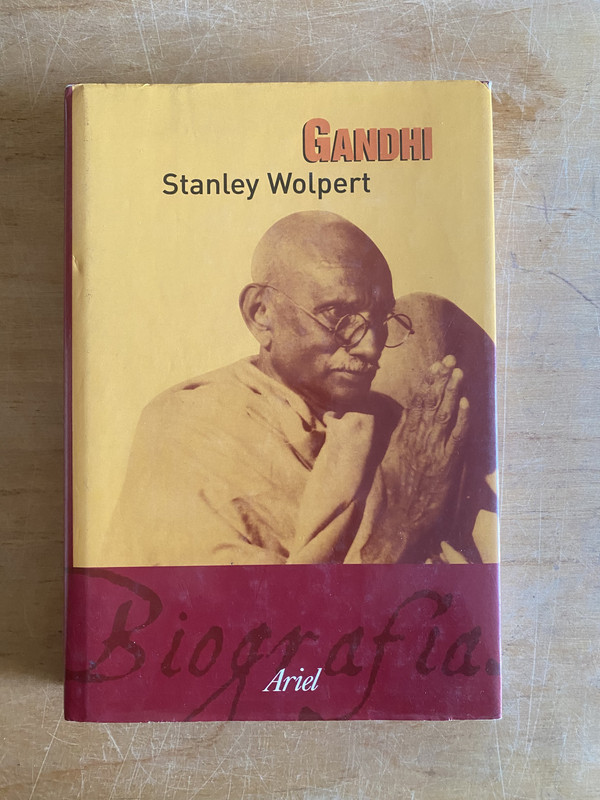 GANDHI
Stanley Wolpert
Biografía.
Ariel